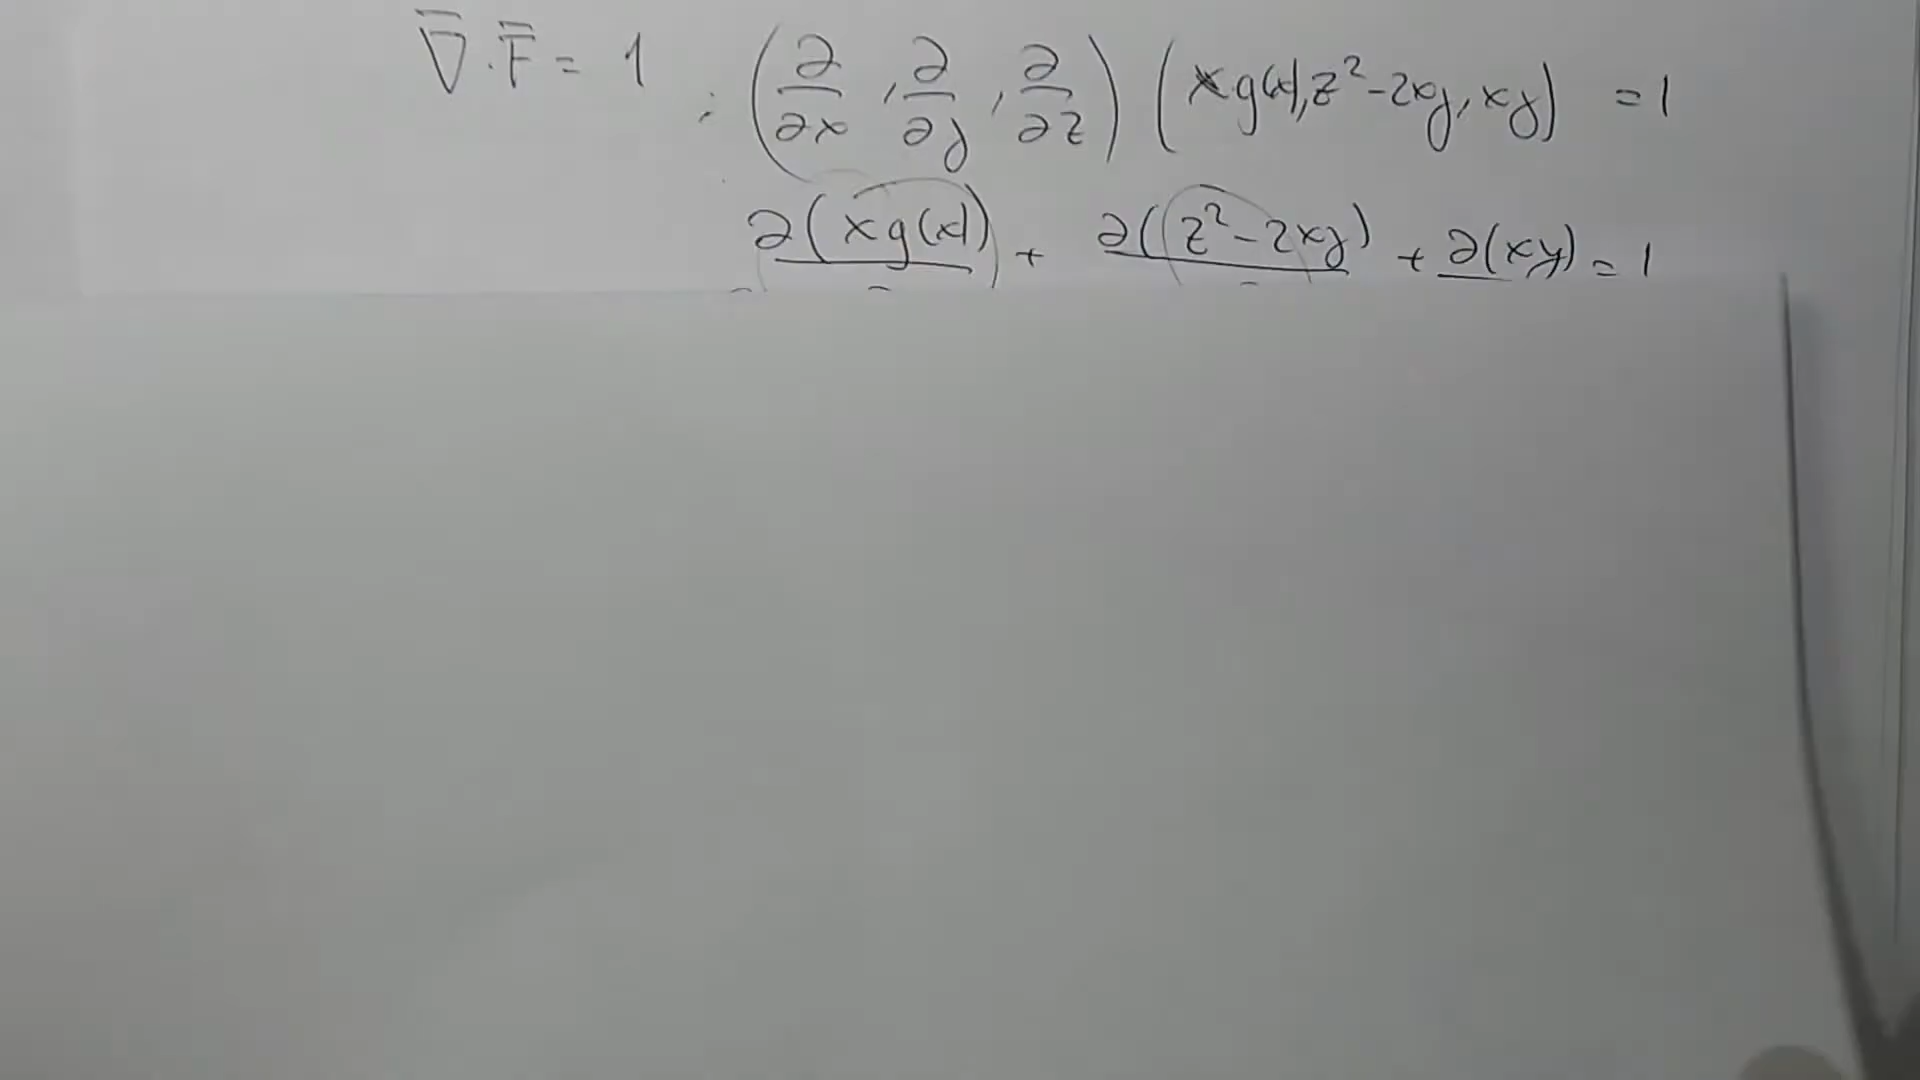 ∇̅·F̅ = 1 ; (∂/∂x, ∂/∂y, ∂/∂z) (xg(x), z²-2xy, xy) = 1
∂(xg(x)) + ∂(z²-2xy) + ∂(xy) = 1